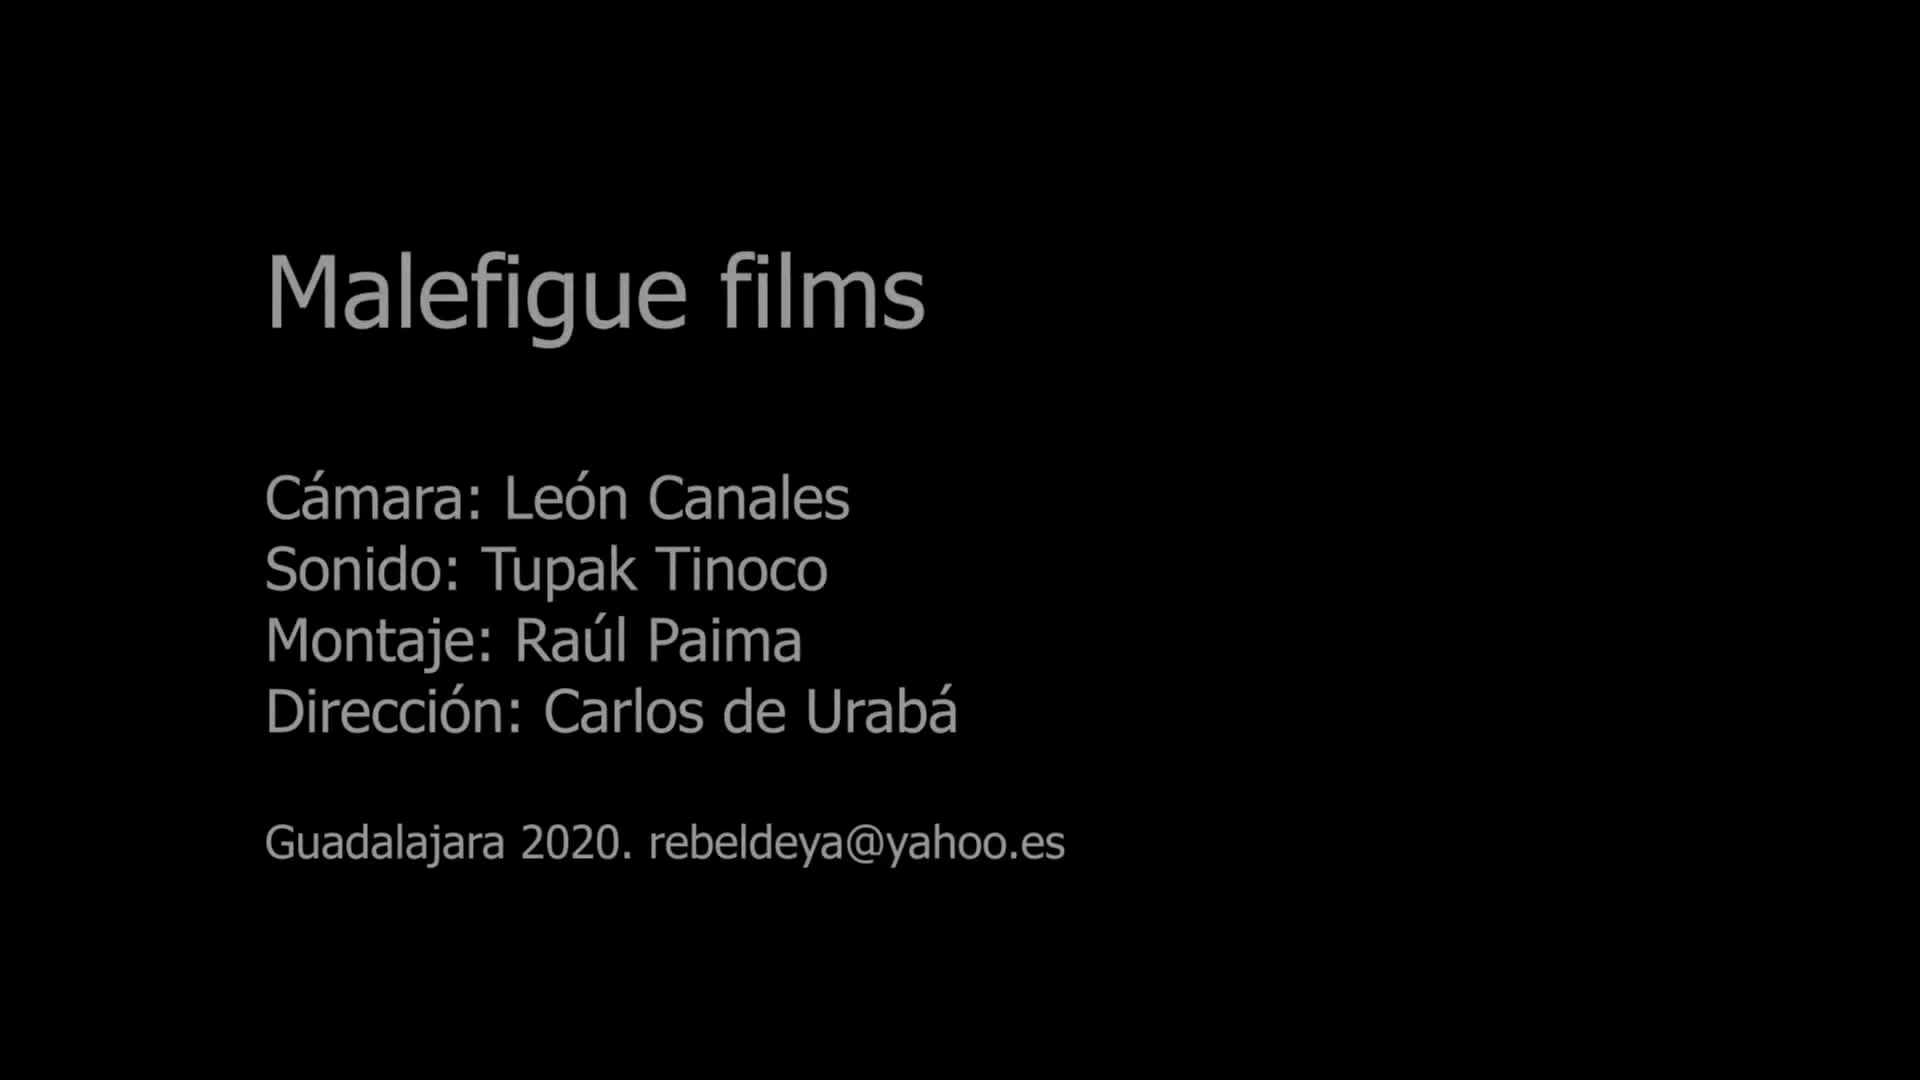 Malefigue films
Cámara: León Canales
Sonido: Tupak Tinoco
Montaje: Raúl Paima
Dirección: Carlos de Urabá
Guadalajara 2020. rebeldeya@yahoo.es